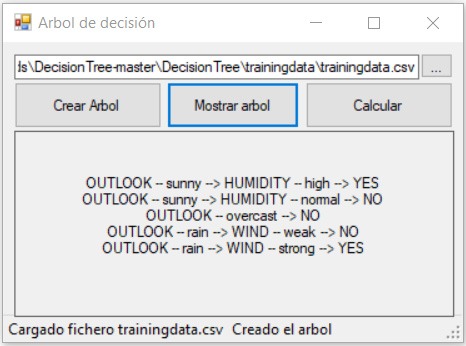 Arbol de decisión
ls\DecisionTree-master\DecisionTree\trainingdata\trainingdata.csv
...
Crear Arbol
Mostrar arbol
Calcular
OUTLOOK -- sunny --> HUMIDITY -- high --> YES
OUTLOOK -- sunny --> HUMIDITY -- normal --> NO
OUTLOOK -- overcast --> NO
OUTLOOK -- rain --> WIND -- weak --> NO
OUTLOOK -- rain --> WIND -- strong --> YES
Cargado fichero trainingdata.csv Creado el arbol